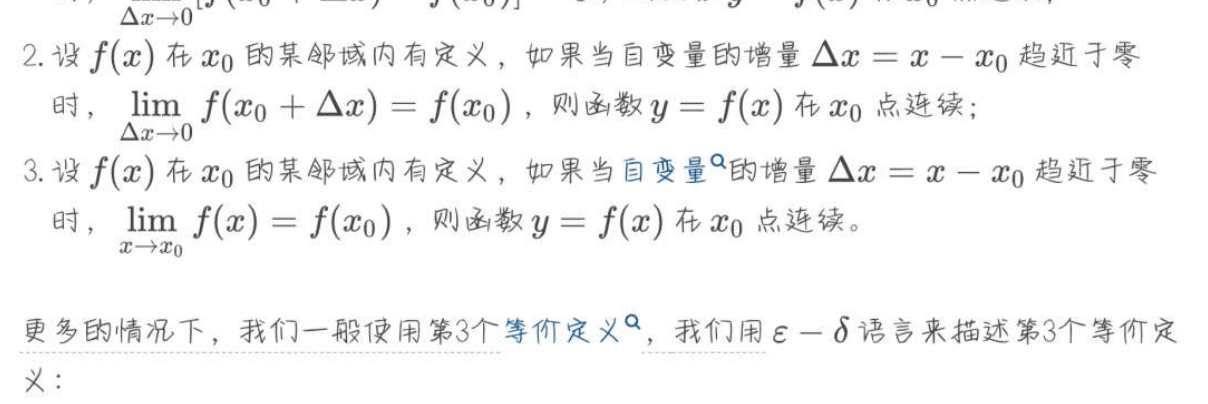 Δx→0
2. 设 f(x) 在 x₀ 的某邻域内有定义，如果当自变量的增量 Δx = x − x₀ 趋近于零
时，lim f(x₀ + Δx) = f(x₀)，则函数 y = f(x) 在 x₀ 点连续；
Δx→0
3. 设 f(x) 在 x₀ 的某邻域内有定义，如果当自变量的增量 Δx = x − x₀ 趋近于零
时，lim f(x) = f(x₀)，则函数 y = f(x) 在 x₀ 点连续。
x→x₀
更多的情况下，我们一般使用第3个等价定义，我们用 ε − δ 语言来描述第3个等价定
义：